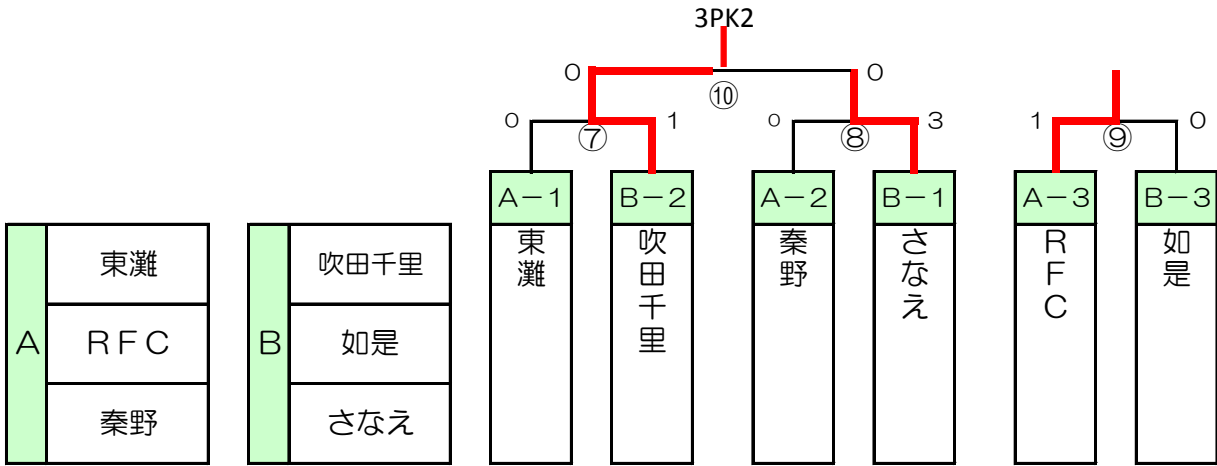 3PK2
０ ０
⑩
０ １ ０ ３ １ ０
⑦ ⑧ ⑨
Ａ－１ Ｂ－２ Ａ－２ Ｂ－１ Ａ－３ Ｂ－３
東灘 吹田千里 秦野 さなえ ＲＦＣ 如是
Ａ
東灘
ＲＦＣ
秦野
Ｂ
吹田千里
如是
さなえ